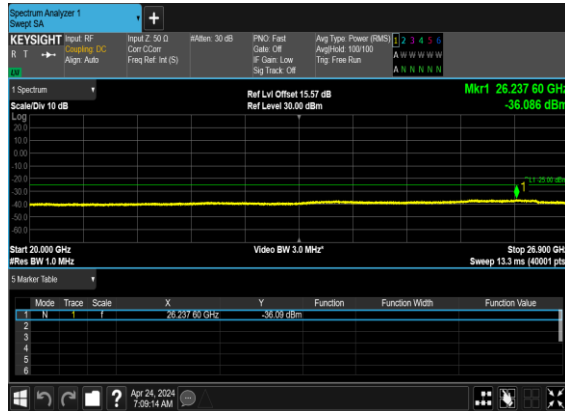 Spectrum Analyzer 1
Swept SA
+
KEYSIGHT Input: RF Input Z: 50 Ω #Atten: 30 dB PNO: Fast Avg Type: Power (RMS) 1 2 3 4 5 6
R T Coupling: DC Corr CCorr Gate: Off Avg|Hold: 100/100 A W W W W W
Align: Auto Freq Ref: Int (S) IF Gain: Low Trig: Free Run
LW Sig Track: Off A N N N N N
1 Spectrum Ref Lvl Offset 15.57 dB Mkr1 26.237 60 GHz
Scale/Div 10 dB Ref Level 30.00 dBm -36.086 dBm
Log
20.0
10.0
0.00
-10.0
-20.0
L1 -25.00 dBm
1
-30.0
-40.0
-50.0
-60.0
Start 20.000 GHz Video BW 3.0 MHz* Stop 26.900 GHz
#Res BW 1.0 MHz Sweep 13.3 ms (40001 pts)
5 Marker Table
Mode Trace Scale X Y Function Function Width Function Value
1 N 1 f 26.237 60 GHz -36.09 dBm
2
3
4
5
6
? Apr 24, 2024
7:09:14 AM